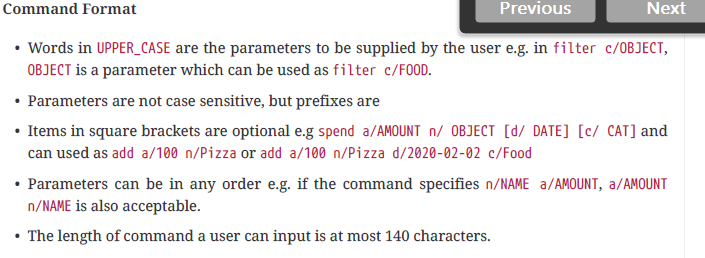 Command Format
Previous
Next
• Words in UPPER_CASE are the parameters to be supplied by the user e.g. in filter c/OBJECT,
OBJECT is a parameter which can be used as filter c/FOOD.
• Parameters are not case sensitive, but prefixes are
• Items in square brackets are optional e.g spend a/AMOUNT n/ OBJECT [d/ DATE] [c/ CAT] and
can used as add a/100 n/Pizza or add a/100 n/Pizza d/2020-02-02 c/Food
• Parameters can be in any order e.g. if the command specifies n/NAME a/AMOUNT, a/AMOUNT
n/NAME is also acceptable.
• The length of command a user can input is at most 140 characters.